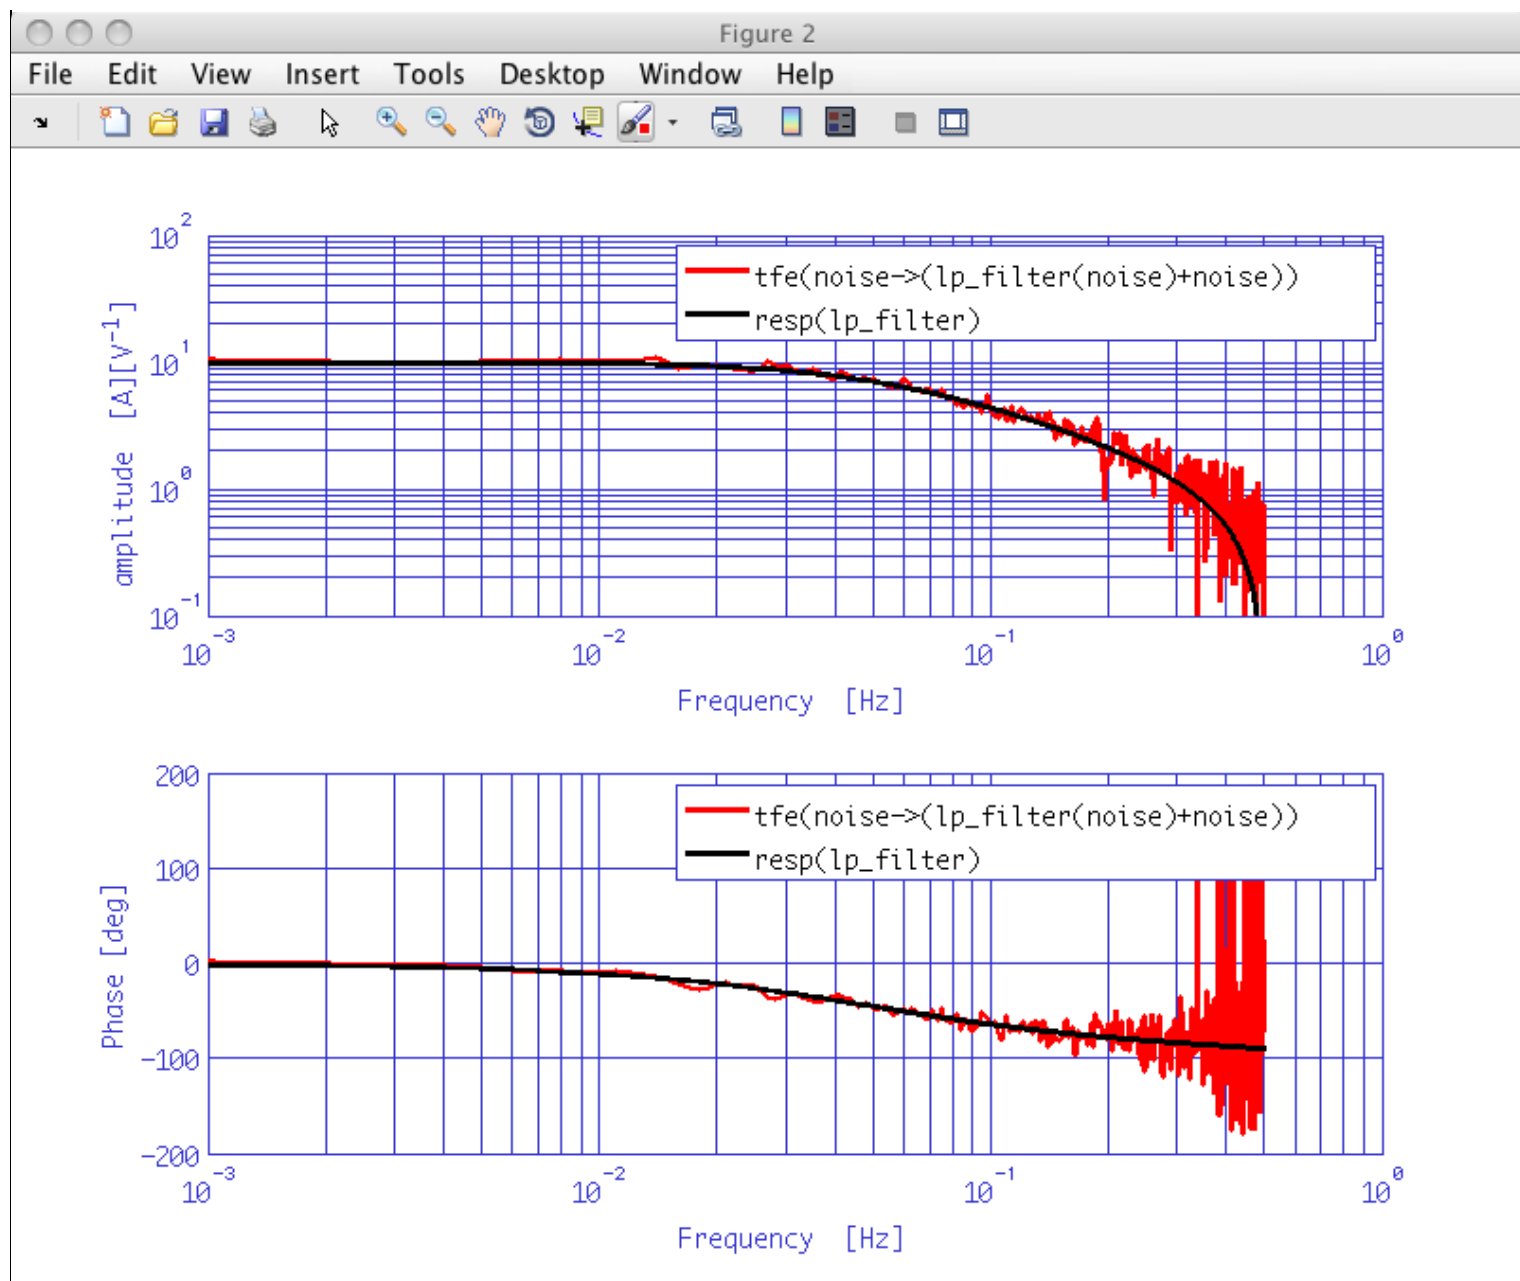 Figure 2
File Edit View Insert Tools Desktop Window Help
10^2
tfe(noise->(lp_filter(noise)+noise))
resp(lp_filter)
10^1
10^0
10^-1
amplitude [A][V^-1]
10^-3 10^-2 10^-1 10^0
Frequency [Hz]
200
tfe(noise->(lp_filter(noise)+noise))
resp(lp_filter)
100
0
-100
-200
Phase [deg]
10^-3 10^-2 10^-1 10^0
Frequency [Hz]